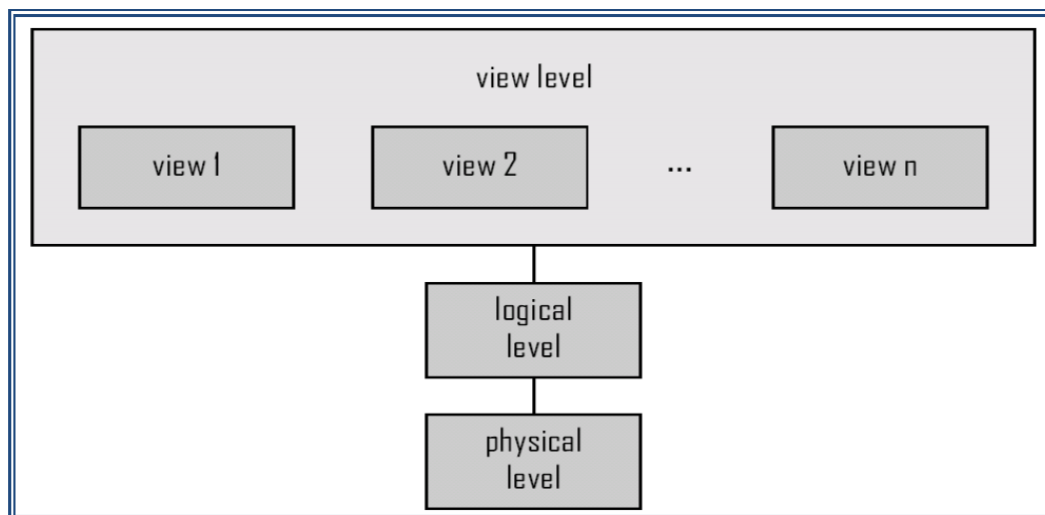 view level
view 1
view 2
...
view n
logical
level
physical
level